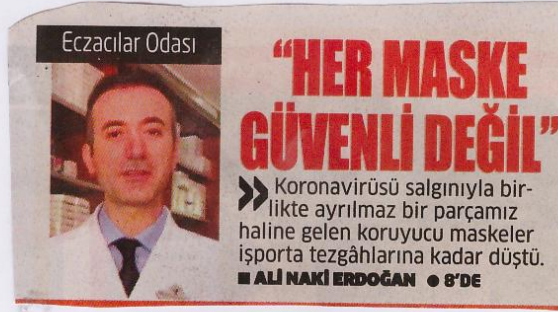 Eczacılar Odası
“HER MASKE
GÜVENLİ DEĞİL”
Koronavirüsü salgınıyla bir-
likte ayrılmaz bir parçamız
haline gelen koruyucu maskeler
işporta tezgâhlarına kadar düştü.
■ ALİ NAKİ ERDOĞAN ● 8’DE